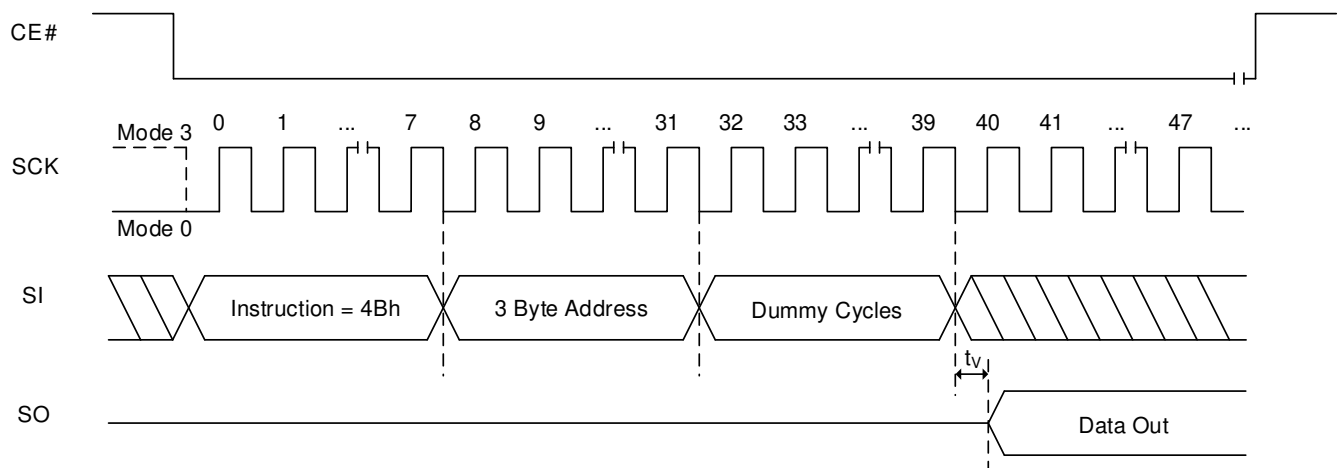 CE#
Mode 3 0 1 ... 7 8 9 ... 31 32 33 ... 39 40 41 ... 47 ...
SCK
Mode 0
SI Instruction = 4Bh 3 Byte Address Dummy Cycles
tV
SO Data Out